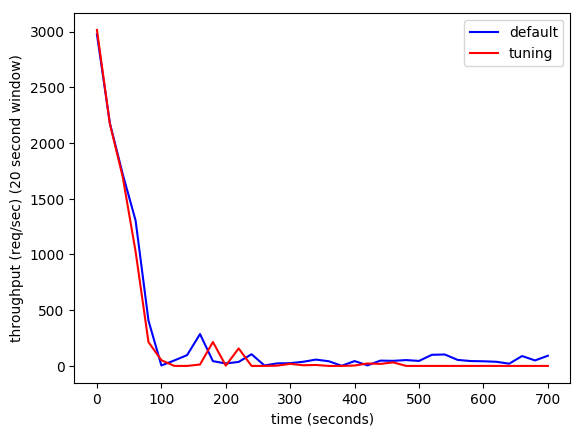 default
tuning
throughput (req/sec) (20 second window)
3000
2500
2000
1500
1000
500
0
0 100 200 300 400 500 600 700
time (seconds)